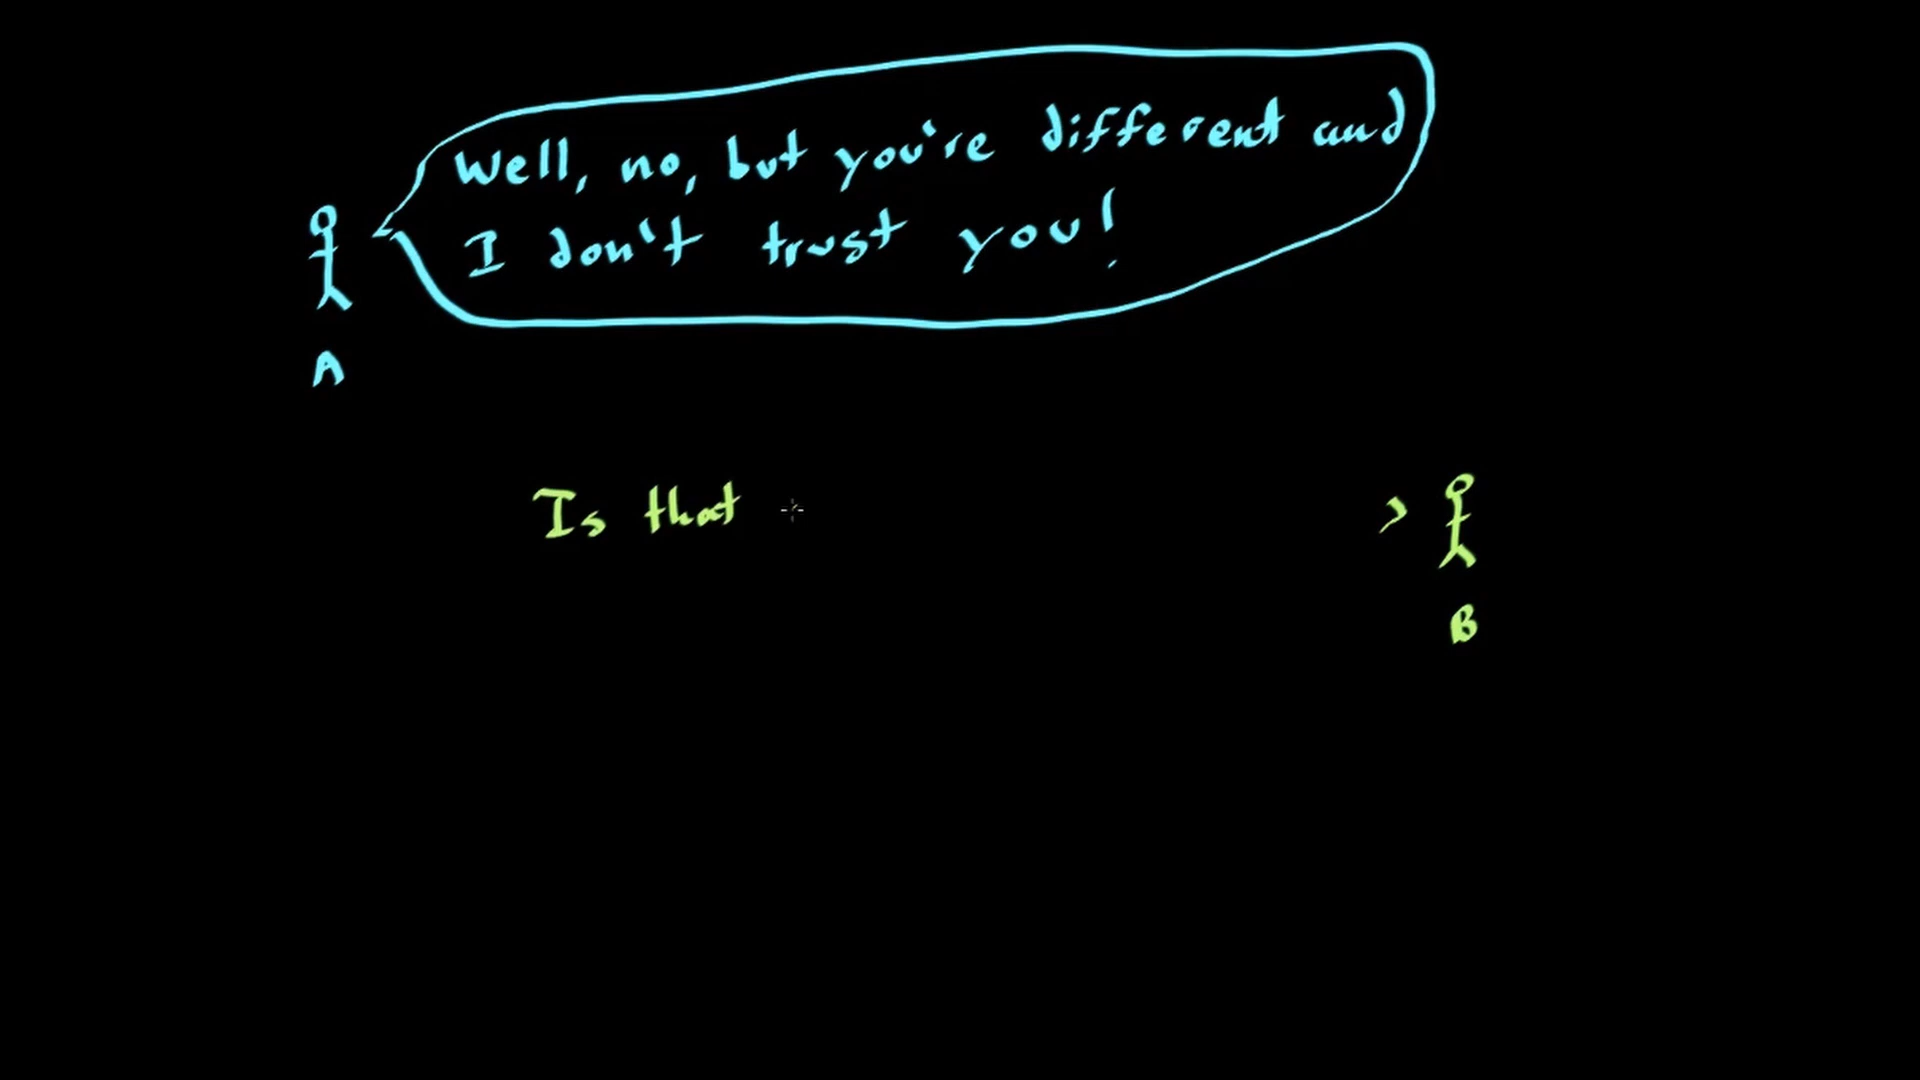 Well, no, but you're different and
I don't trust you!
A
Is that
B